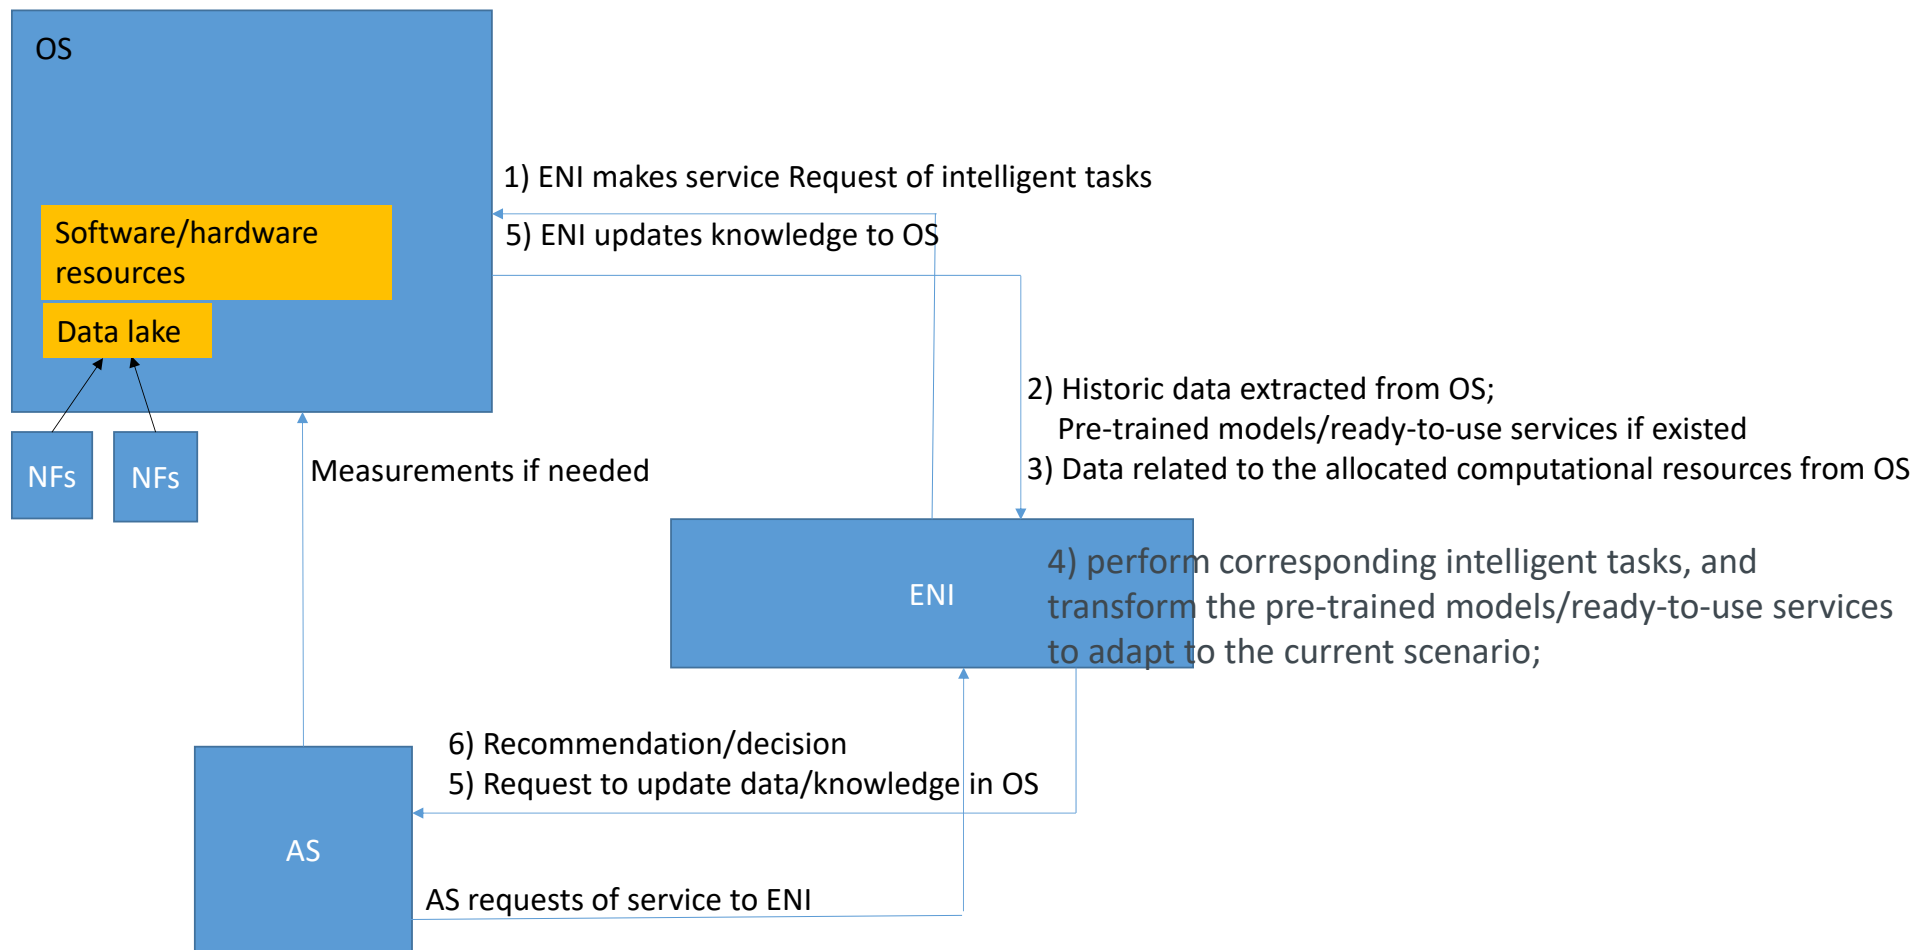 OS
1) ENI makes service Request of intelligent tasks
5) ENI updates knowledge to OS
Software/hardware
resources
Data lake
NFs
NFs
Measurements if needed
2) Historic data extracted from OS;
Pre-trained models/ready-to-use services if existed
3) Data related to the allocated computational resources from OS
ENI
4) perform corresponding intelligent tasks, and
transform the pre-trained models/ready-to-use services
to adapt to the current scenario;
6) Recommendation/decision
5) Request to update data/knowledge in OS
AS
AS requests of service to ENI